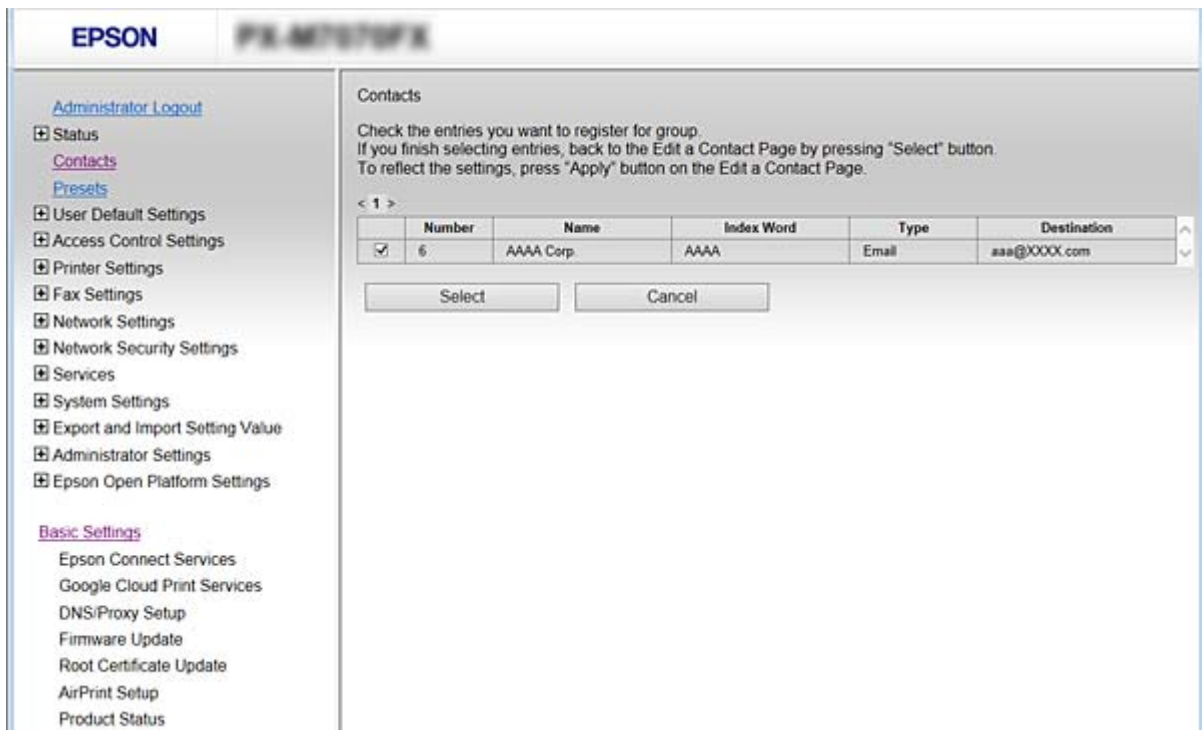 EPSON
Administrator Logout
Status
Contacts
Presets
User Default Settings
Access Control Settings
Printer Settings
Fax Settings
Network Settings
Network Security Settings
Services
System Settings
Export and Import Setting Value
Administrator Settings
Epson Open Platform Settings
Basic Settings
Epson Connect Services
Google Cloud Print Services
DNS/Proxy Setup
Firmware Update
Root Certificate Update
AirPrint Setup
Product Status
Contacts
Check the entries you want to register for group.
If you finish selecting entries, back to the Edit a Contact Page by pressing "Select" button.
To reflect the settings, press "Apply" button on the Edit a Contact Page.
< 1 >
Number Name Index Word Type Destination
6 AAAA Corp. AAAA Email aaa@XXXX.com
Select Cancel